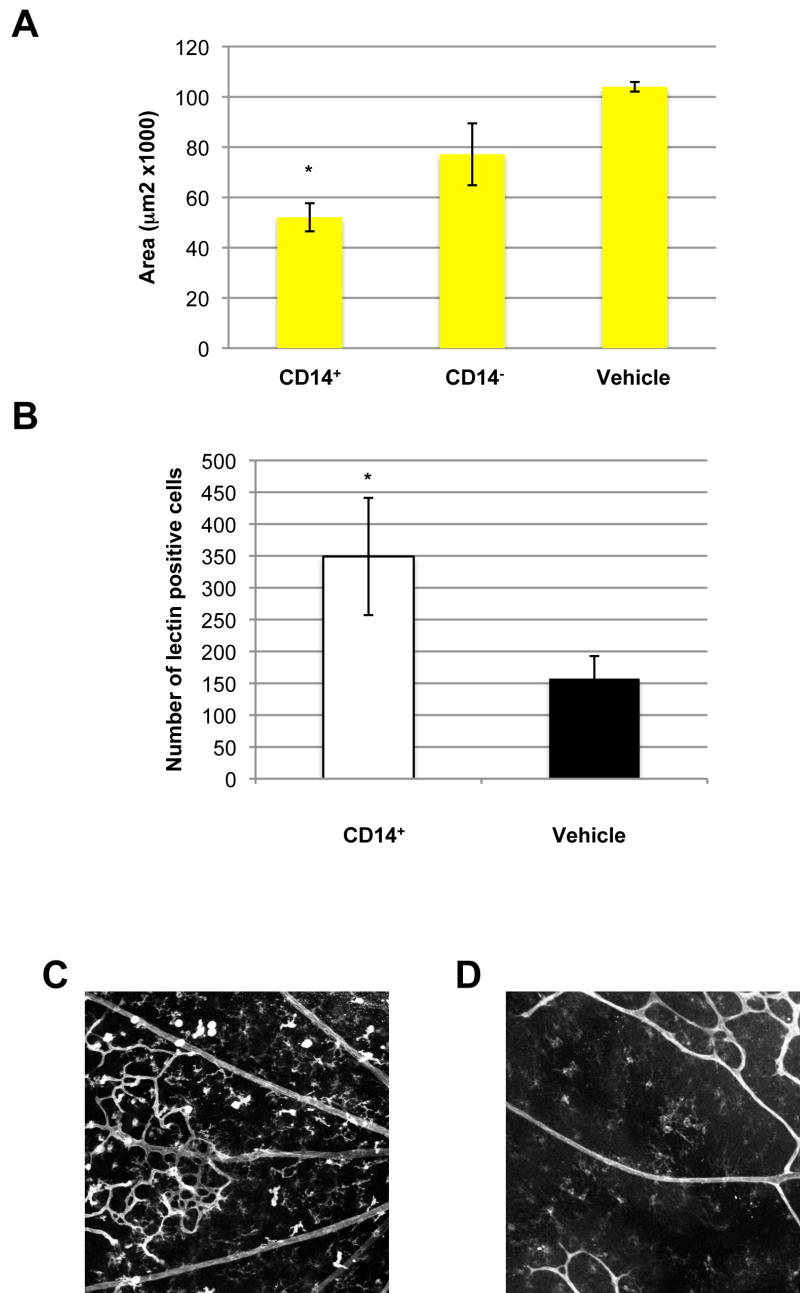 A
Area (μm2 x1000)
120
100
80
60
40
20
0
*
CD14⁺
CD14⁻
Vehicle
B
Number of lectin positive cells
500
450
400
350
300
250
200
150
100
50
0
*
CD14⁺
Vehicle
C
D